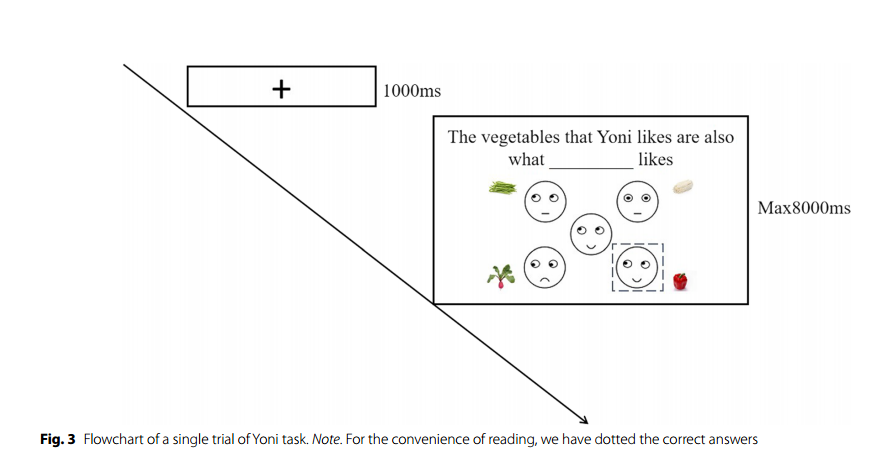 +
1000ms
The vegetables that Yoni likes are also
what ________ likes
Max8000ms
Fig. 3 Flowchart of a single trial of Yoni task. Note. For the convenience of reading, we have dotted the correct answers